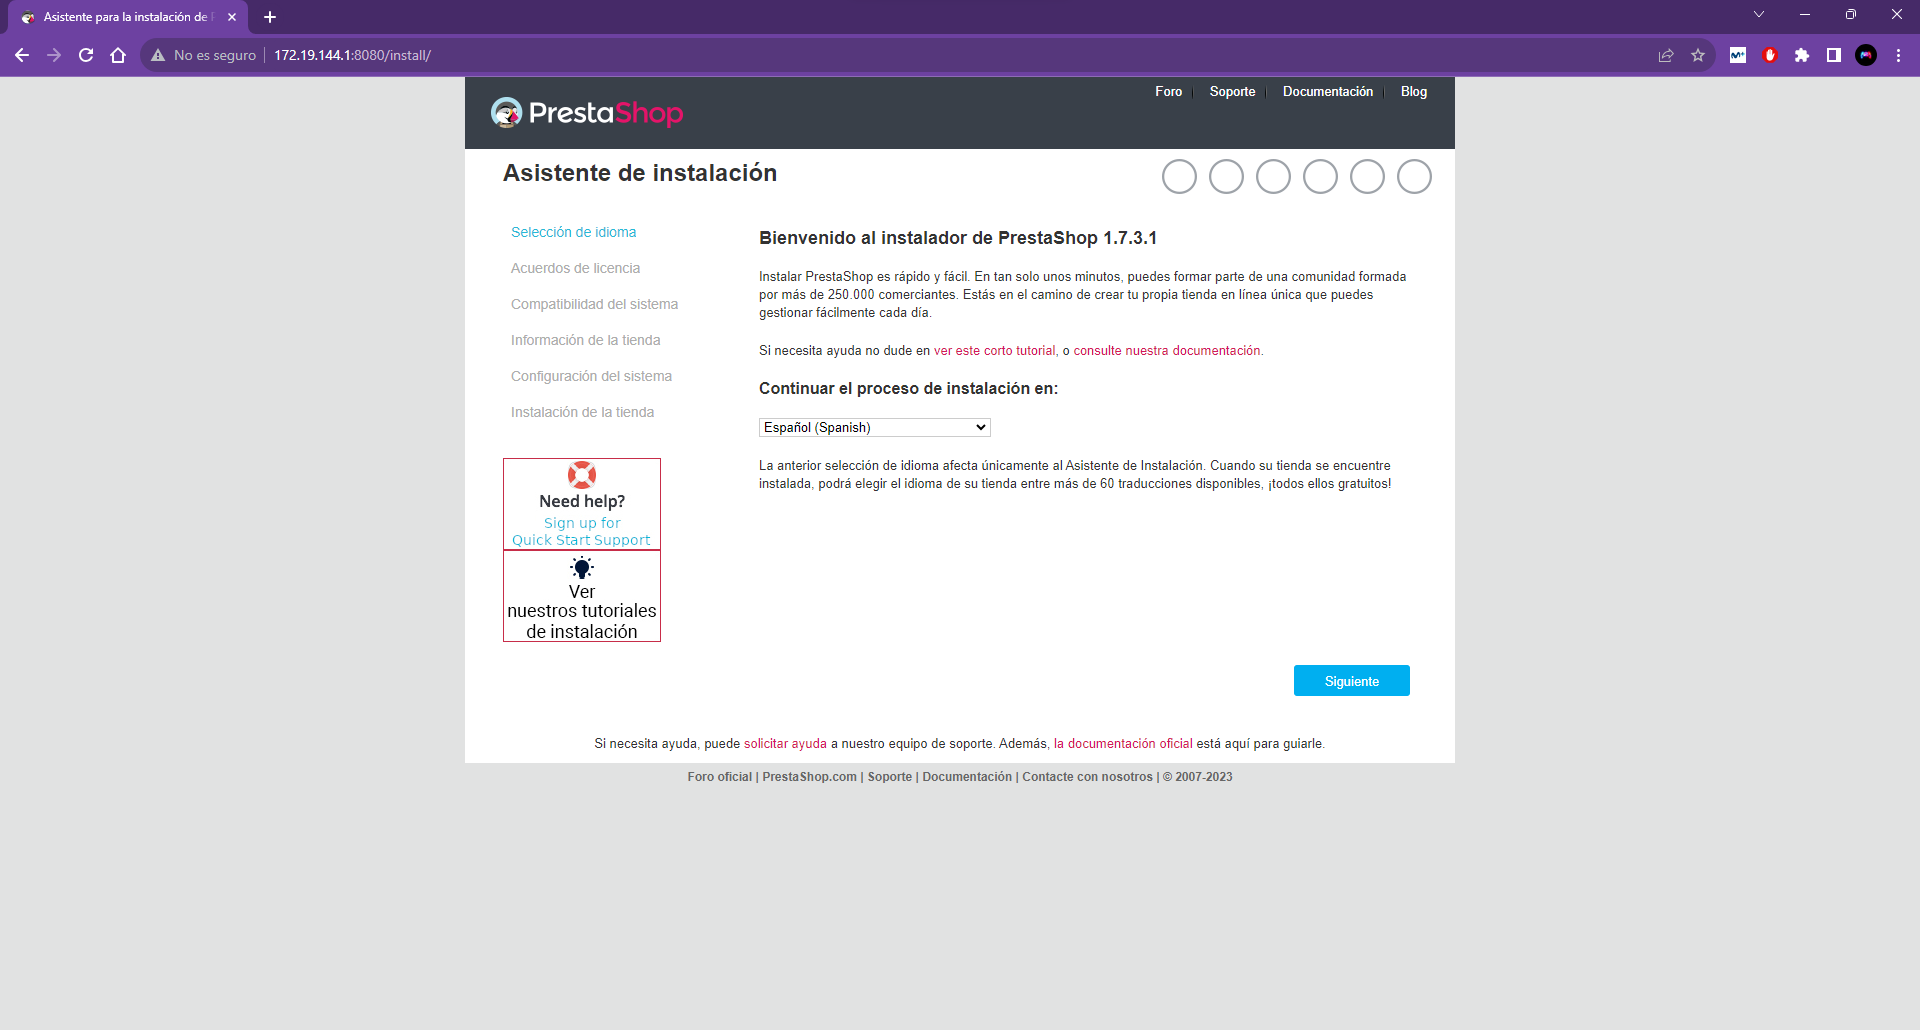 Asistente para la instalación de
No es seguro
172.19.144.1:8080/install/
PrestaShop
Foro
Soporte
Documentación
Blog
Asistente de instalación
Selección de idioma
Acuerdos de licencia
Compatibilidad del sistema
Información de la tienda
Configuración del sistema
Instalación de la tienda
Need help?
Sign up for
Quick Start Support
Ver
nuestros tutoriales
de instalación
Bienvenido al instalador de PrestaShop 1.7.3.1
Instalar PrestaShop es rápido y fácil. En tan solo unos minutos, puedes formar parte de una comunidad formada
por más de 250.000 comerciantes. Estás en el camino de crear tu propia tienda en línea única que puedes
gestionar fácilmente cada día.
Si necesita ayuda no dude en ver este corto tutorial, o consulte nuestra documentación.
Continuar el proceso de instalación en:
Español (Spanish)
La anterior selección de idioma afecta únicamente al Asistente de Instalación. Cuando su tienda se encuentre
instalada, podrá elegir el idioma de su tienda entre más de 60 traducciones disponibles, ¡todos ellos gratuitos!
Siguiente
Si necesita ayuda, puede solicitar ayuda a nuestro equipo de soporte. Además, la documentación oficial está aquí para guiarle.
Foro oficial | PrestaShop.com | Soporte | Documentación | Contacte con nosotros | © 2007-2023